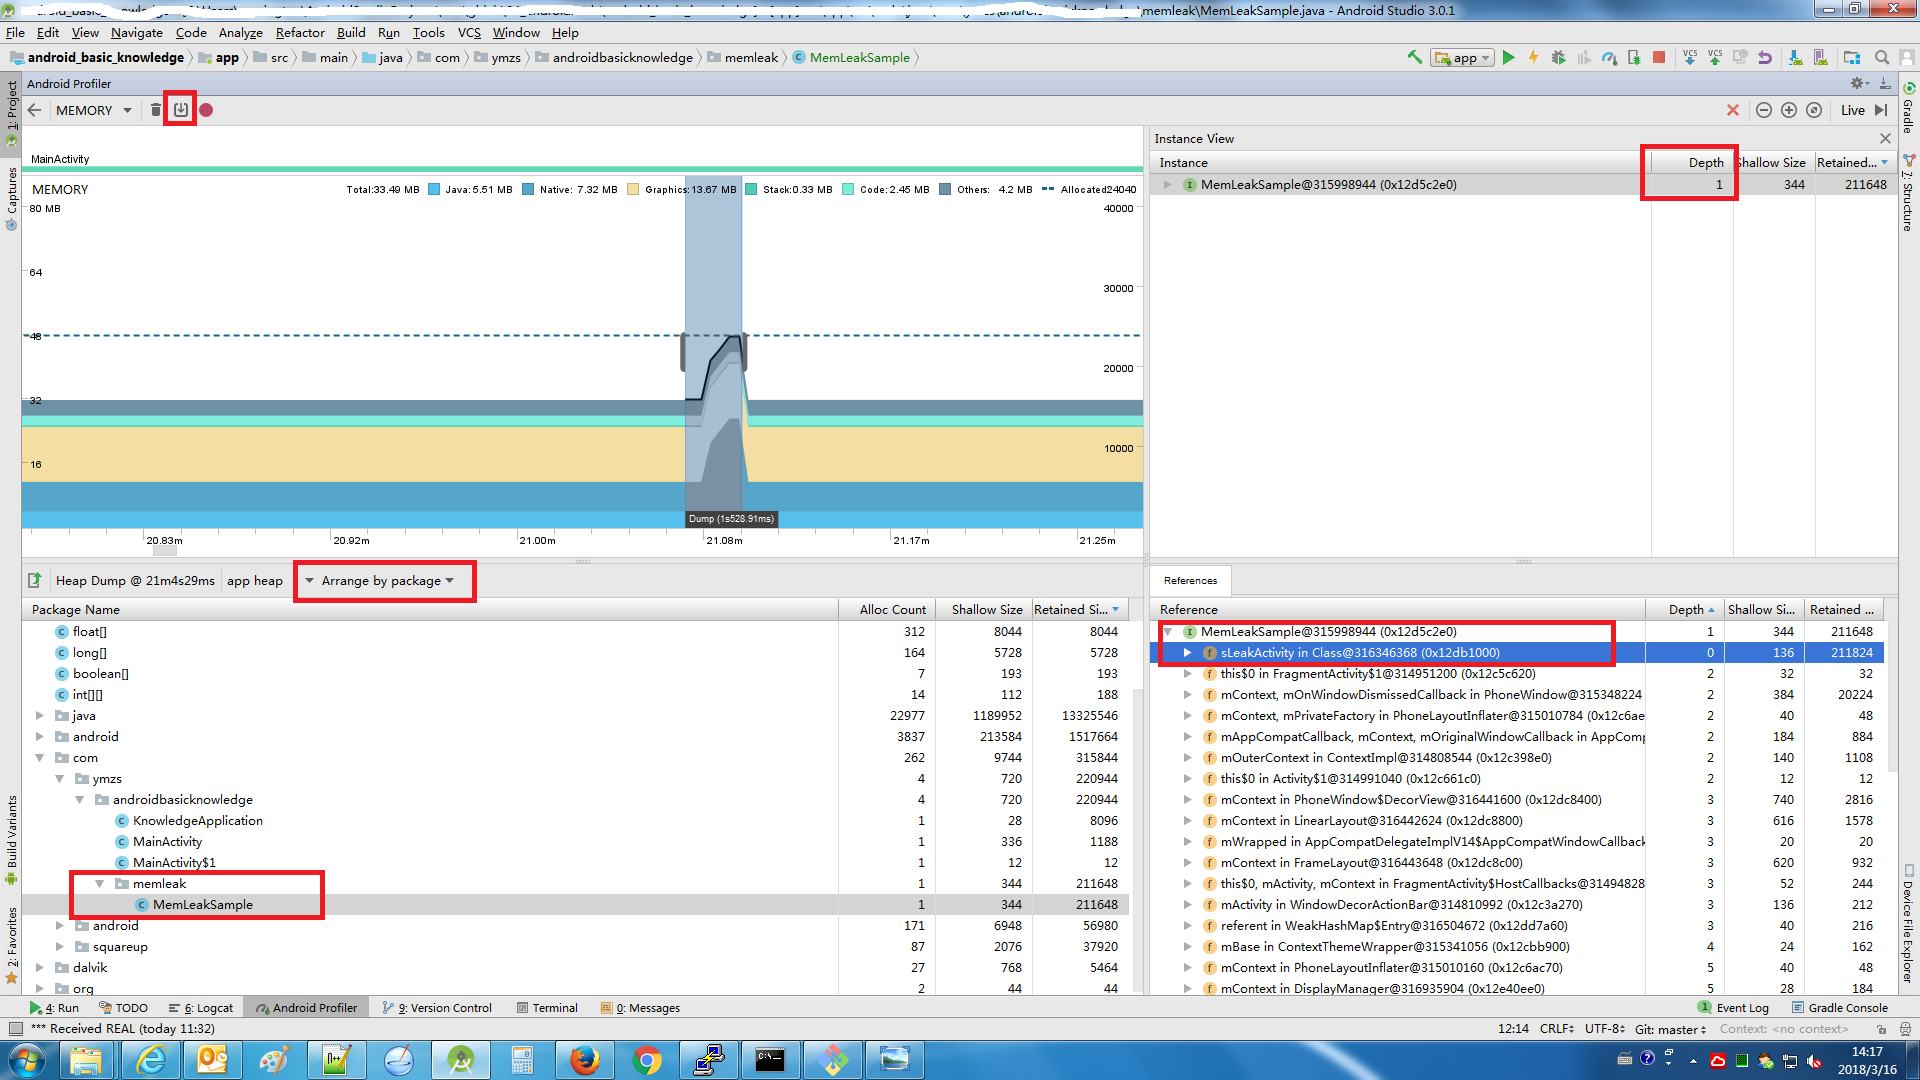 \memleak\MemLeakSample.java - Android Studio 3.0.1
File Edit View Navigate Code Analyze Refactor Build Run Tools VCS Window Help
android_basic_knowledge app src main java com ymzs androidbasicknowledge memleak MemLeakSample app
Android Profiler
MEMORY Live
MainActivity
MEMORY Total:33.49 MB Java:5.51 MB Native: 7.32 MB Graphics:13.67 MB Stack:0.33 MB Code:2.45 MB Others: 4.2 MB Allocated24040
80 MB 40000
64
30000
48
20000
32
10000
16
Dump (1s528.91ms)
20.83m 20.92m 21.00m 21.08m 21.17m 21.25m
Instance View
Instance Depth Shallow Size Retained...
MemLeakSample@315998944 (0x12d5c2e0) 1 344 211648
Heap Dump @ 21m4s29ms app heap Arrange by package
Package Name Alloc Count Shallow Size Retained Si...
float[] 312 8044 8044
long[] 164 5728 5728
boolean[] 7 193 193
int[][] 14 112 188
java 22977 1189952 13325546
android 3837 213584 1517664
com 262 9744 315844
ymzs 4 720 220944
androidbasicknowledge 4 720 220944
KnowledgeApplication 1 28 8096
MainActivity 1 336 1188
MainActivity$1 1 12 12
memleak 1 344 211648
MemLeakSample 1 344 211648
android 171 6948 56980
squareup 87 2076 37920
dalvik 27 768 5464
org 2 44 44
References
Reference Depth Shallow Si... Retained ...
MemLeakSample@315998944 (0x12d5c2e0) 1 344 211648
sLeakActivity in Class@316346368 (0x12db1000) 0 136 211824
this$0 in FragmentActivity$1@314951200 (0x12c5c620) 2 32 32
mContext, mOnWindowDismissedCallback in PhoneWindow@315348224 2 384 20224
mContext, mPrivateFactory in PhoneLayoutInflater@315010784 (0x12c6ae 2 40 48
mAppCompatCallback, mContext, mOriginalWindowCallback in AppComp 2 184 884
mOuterContext in ContextImpl@314808544 (0x12c398e0) 2 140 1108
this$0 in Activity$1@314991040 (0x12c661c0) 2 12 12
mContext in PhoneWindow$DecorView@316441600 (0x12dc8400) 3 740 2816
mContext in LinearLayout@316442624 (0x12dc8800) 3 616 1578
mWrapped in AppCompatDelegateImplV14$AppCompatWindowCallback 3 20 20
mContext in FrameLayout@316443648 (0x12dc8c00) 3 620 932
this$0, mActivity, mContext in FragmentActivity$HostCallbacks@31494828 3 52 244
mActivity in WindowDecorActionBar@314810992 (0x12c3a270) 3 136 212
referent in WeakHashMap$Entry@316504672 (0x12dd7a60) 3 40 216
mBase in ContextThemeWrapper@315341056 (0x12cbb900) 4 24 162
mContext in PhoneLayoutInflater@315010160 (0x12c6ac70) 5 40 48
mContext in DisplayManager@316935904 (0x12e40ee0) 5 28 184
1: Project
Captures
Build Variants
2: Favorites
Gradle
7: Structure
Device File Explorer
4: Run TODO 6: Logcat Android Profiler 9: Version Control Terminal 0: Messages 1 Event Log Gradle Console
*** Received REAL (today 11:32) 12:14 CRLF UTF-8 Git: master Context: <no context>
14:17
2018/3/16